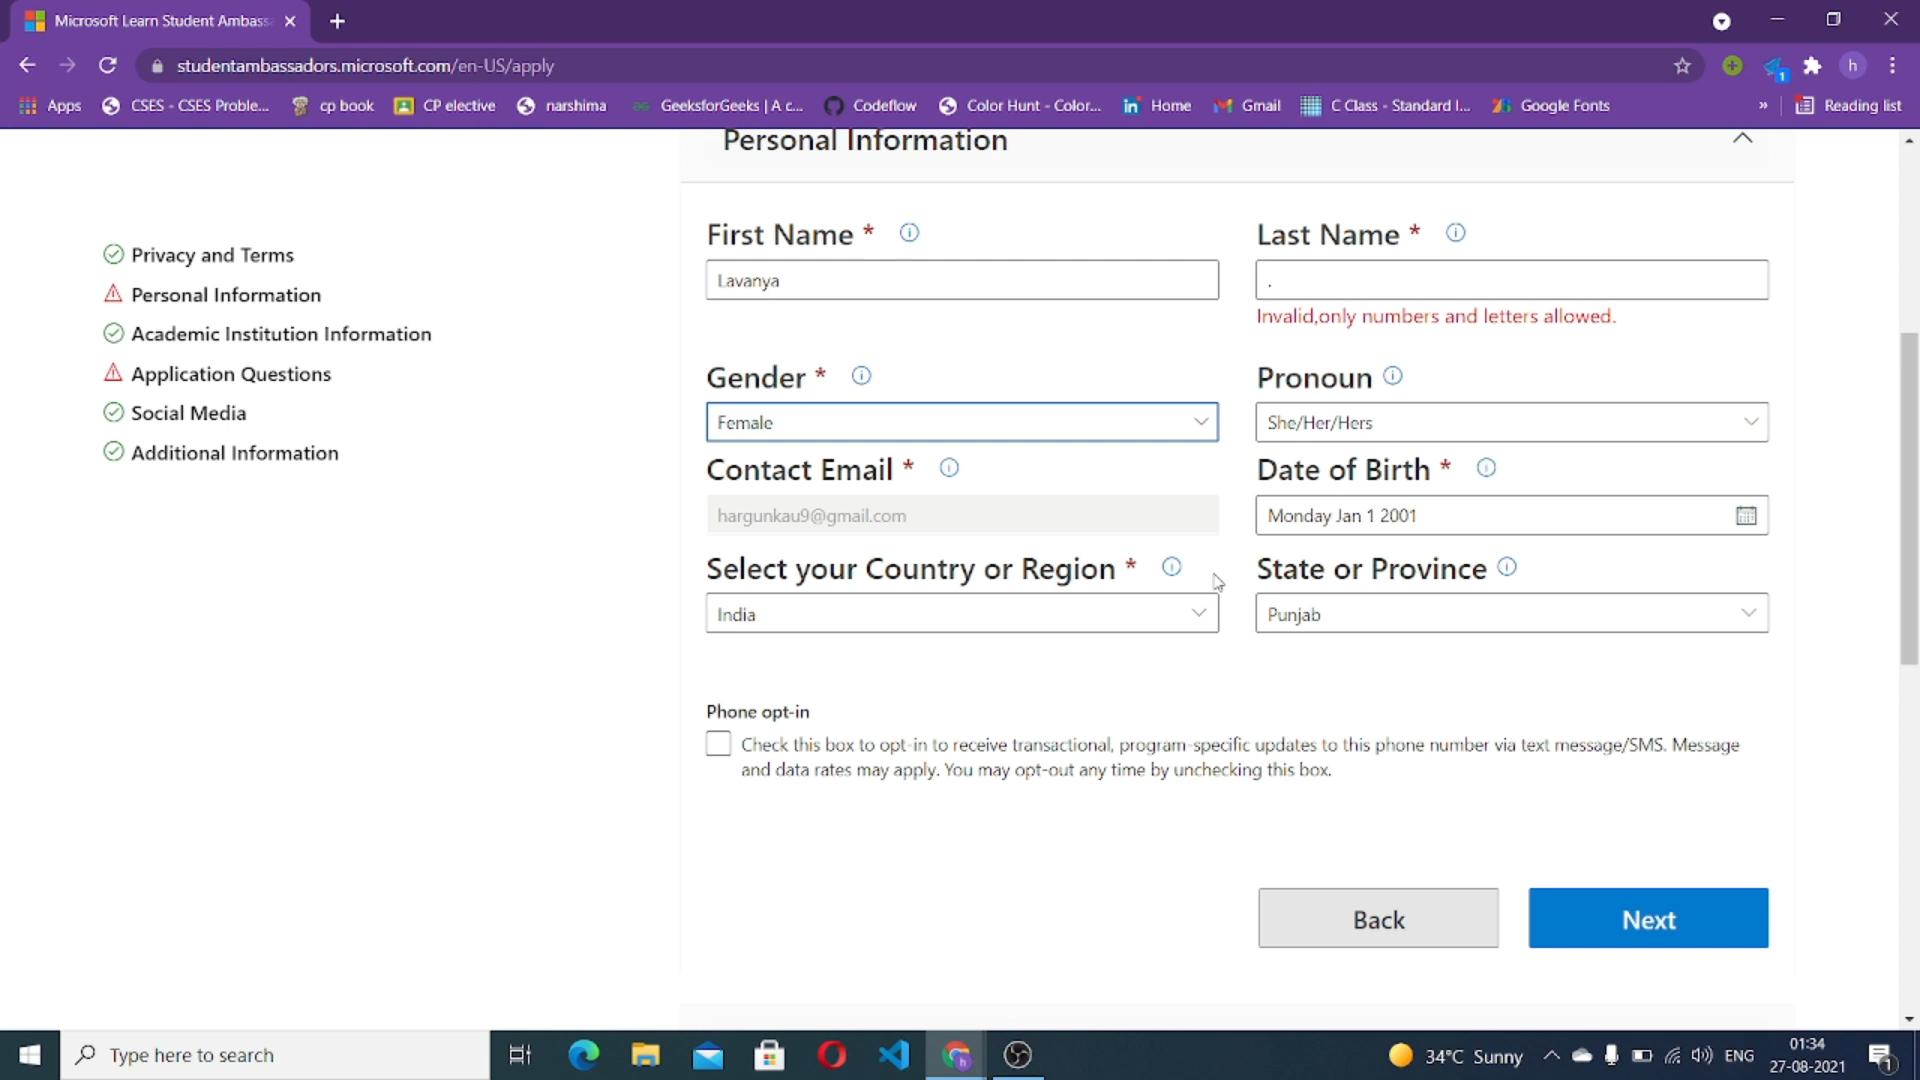 Microsoft Learn Student Ambass
studentambassadors.microsoft.com/en-US/apply
h
1
Apps
CSES - CSES Proble...
cp book
CP elective
narshima
GeeksforGeeks | A c...
Codeflow
Color Hunt - Color...
Home
Gmail
C Class - Standard I...
Google Fonts
»
Reading list
Privacy and Terms
Personal Information
Academic Institution Information
Application Questions
Social Media
Additional Information
Personal Information
First Name *
Last Name *
Lavanya
.
Invalid,only numbers and letters allowed.
Gender *
Pronoun
Female
She/Her/Hers
Contact Email *
Date of Birth *
hargunkau9@gmail.com
Monday Jan 1 2001
Select your Country or Region *
State or Province
India
Punjab
Phone opt-in
Check this box to opt-in to receive transactional, program-specific updates to this phone number via text message/SMS. Message
and data rates may apply. You may opt-out any time by unchecking this box.
Back
Next
Type here to search
34°C Sunny
ENG
01:34
27-08-2021
1